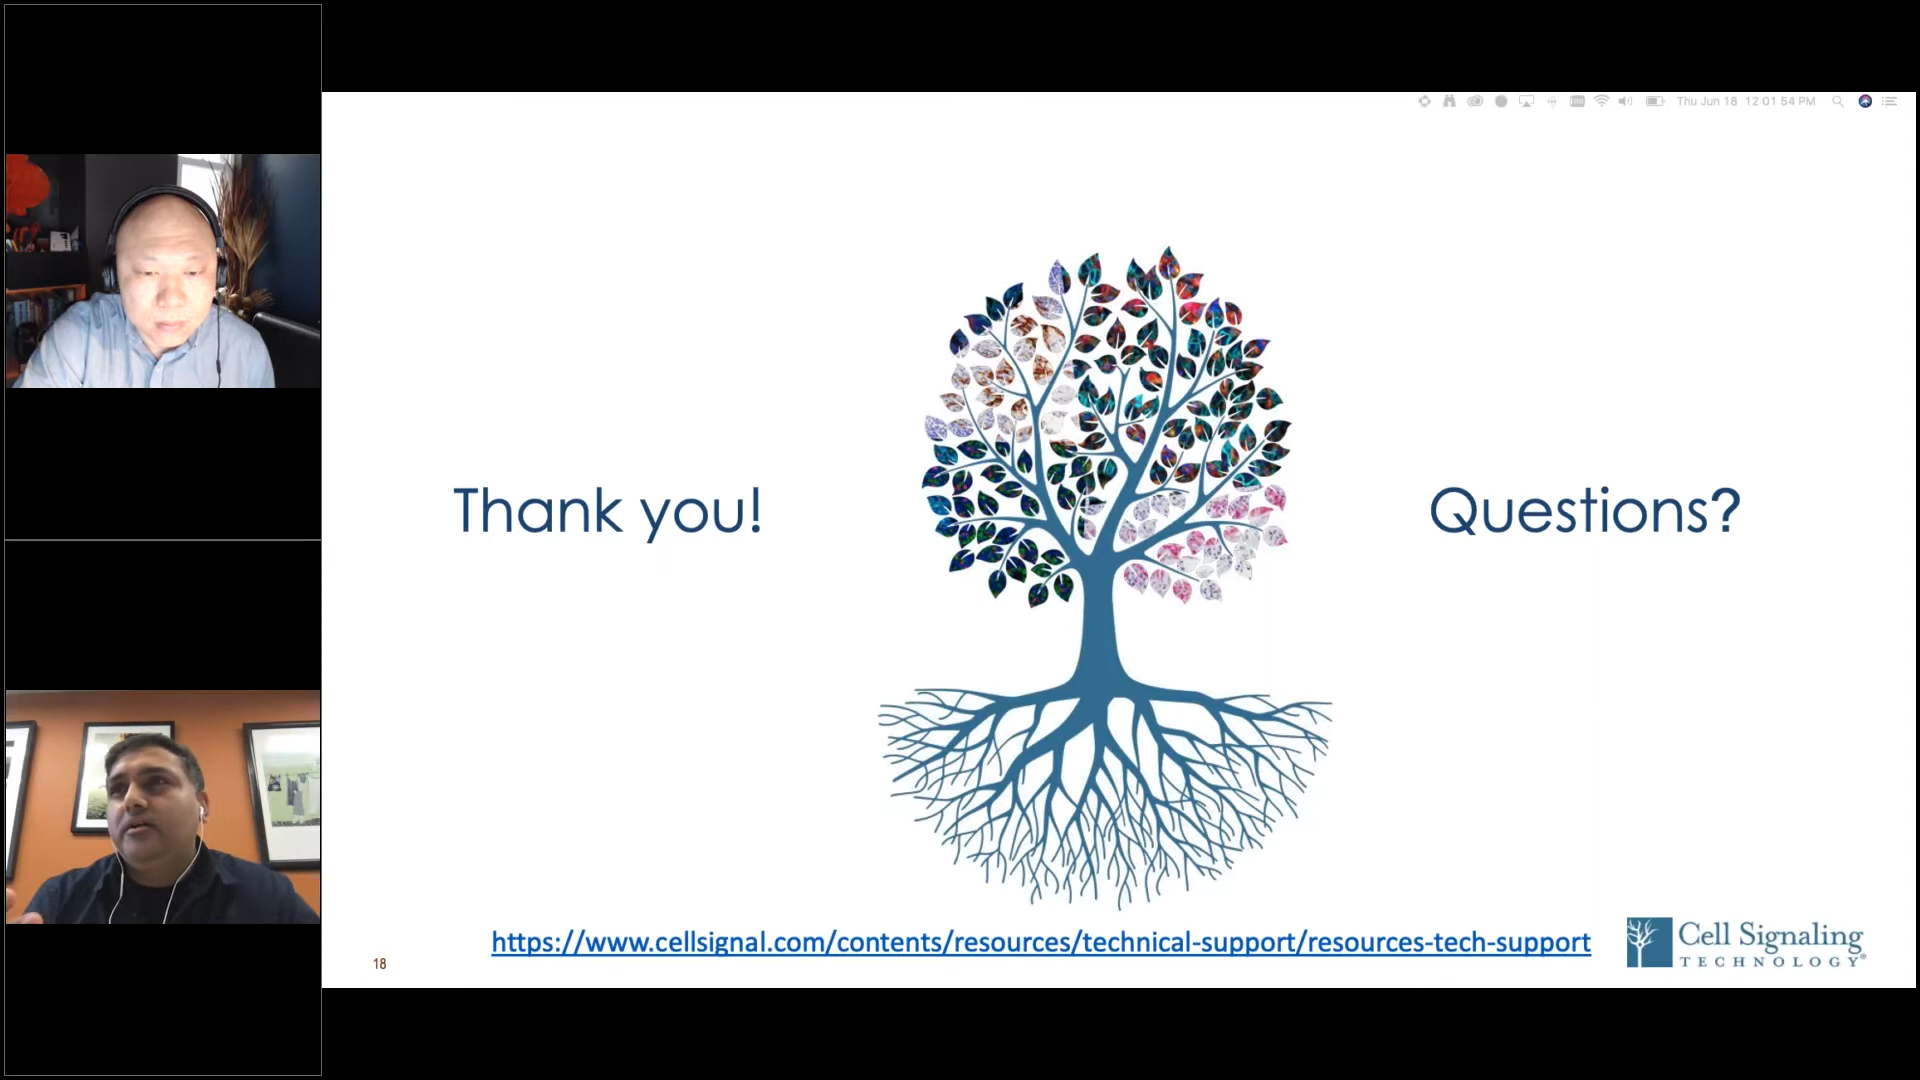 Thu Jun 18 12 01 54 PM
Thank you!
Questions?
https://www.cellsignal.com/contents/resources/technical-support/resources-tech-support
18
Cell Signaling
TECHNOLOGY®